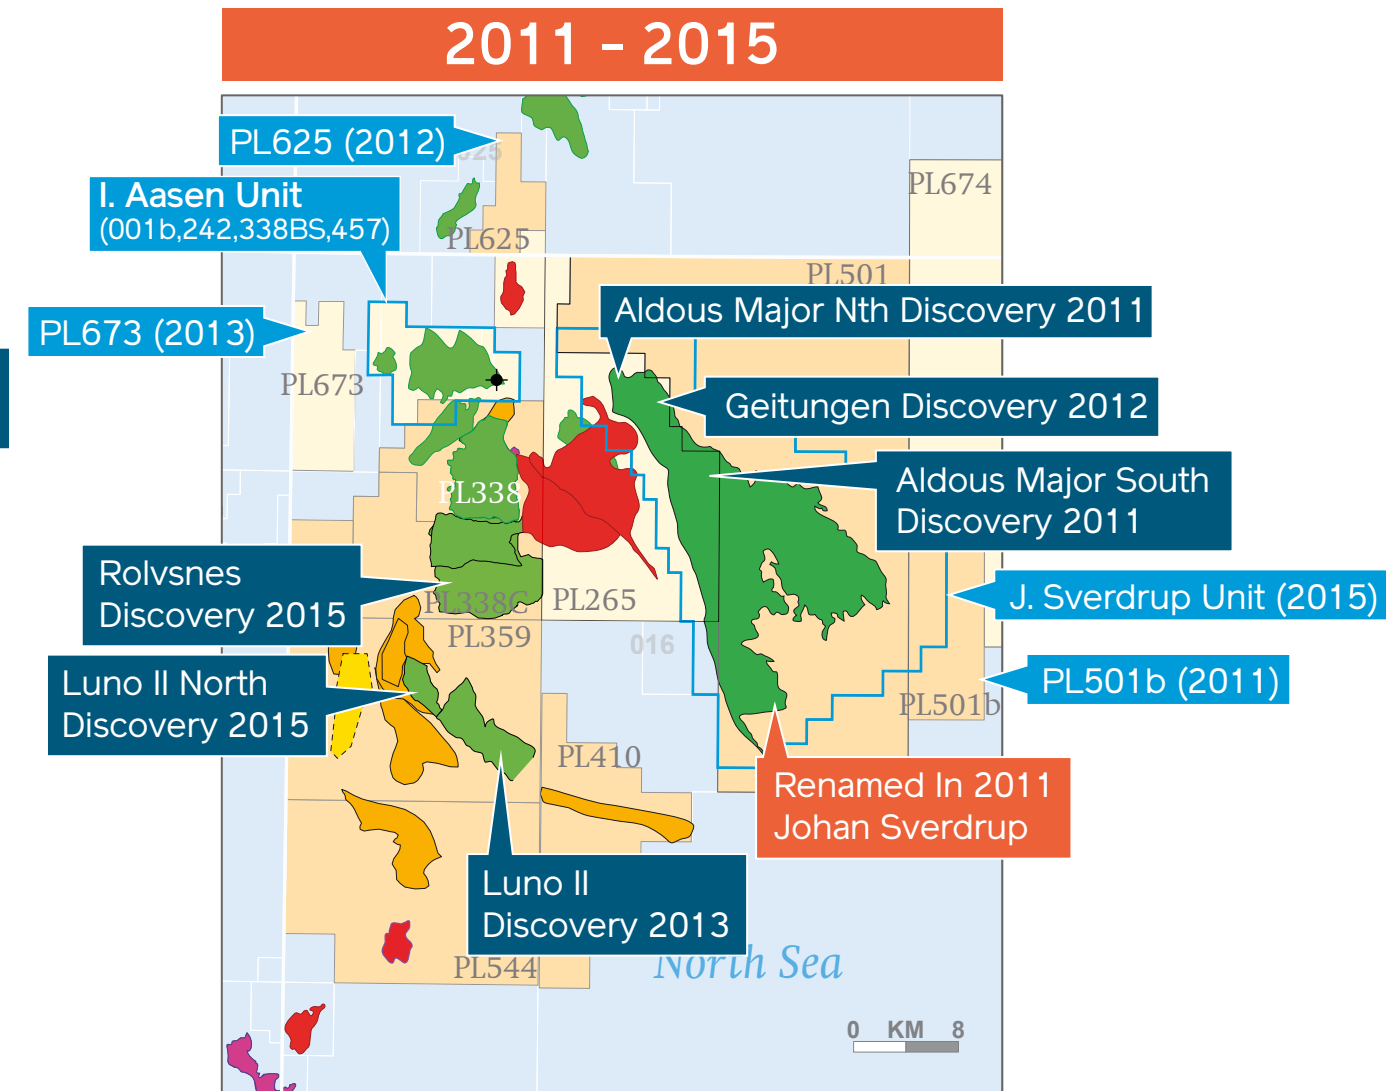 2011 - 2015
PL625 (2012)
PL674
I. Aasen Unit
(001b,242,338BS,457)
PL625
PL501
Aldous Major Nth Discovery 2011
PL673 (2013)
PL673
Geitungen Discovery 2012
Aldous Major South
Discovery 2011
PL338
Rolvsnes
Discovery 2015
PL338C
PL265
J. Sverdrup Unit (2015)
PL359
016
Luno II North
Discovery 2015
PL501b (2011)
PL501b
PL410
Renamed In 2011
Johan Sverdrup
Luno II
Discovery 2013
PL544
North Sea
0 KM 8